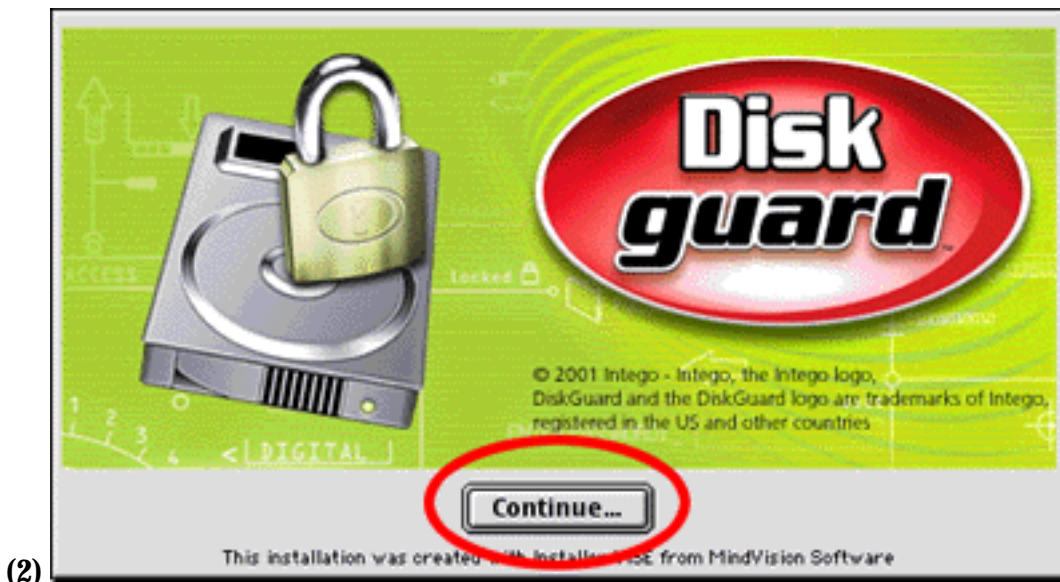 Disk
guard™
ACCESS
locked
© 2001 Intego - Intego, the Intego logo,
DiskGuard and the DiskGuard logo are trademarks of Intego,
registered in the US and other countries
1
2
3
4
< DIGITAL
Continue...
This installation was created with Installer VISE from MindVision Software
(2)